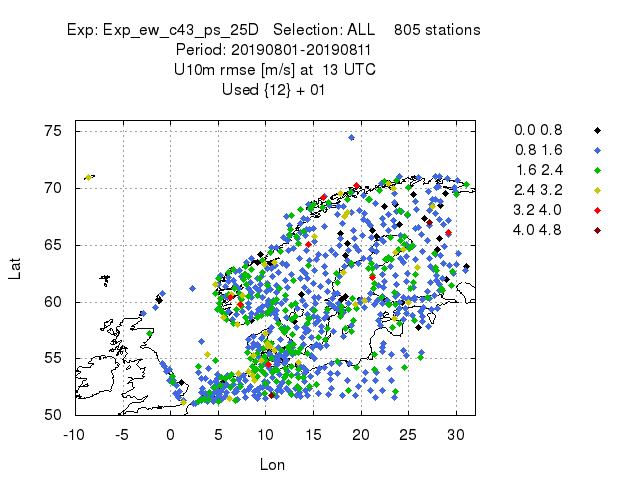 Exp: Exp_ew_c43_ps_25D Selection: ALL 805 stations
Period: 20190801-20190811
U10m rmse [m/s] at 13 UTC
Used {12} + 01
75
70
65
60
55
50
Lat
-10 -5 0 5 10 15 20 25 30
Lon
0.0 0.8
0.8 1.6
1.6 2.4
2.4 3.2
3.2 4.0
4.0 4.8